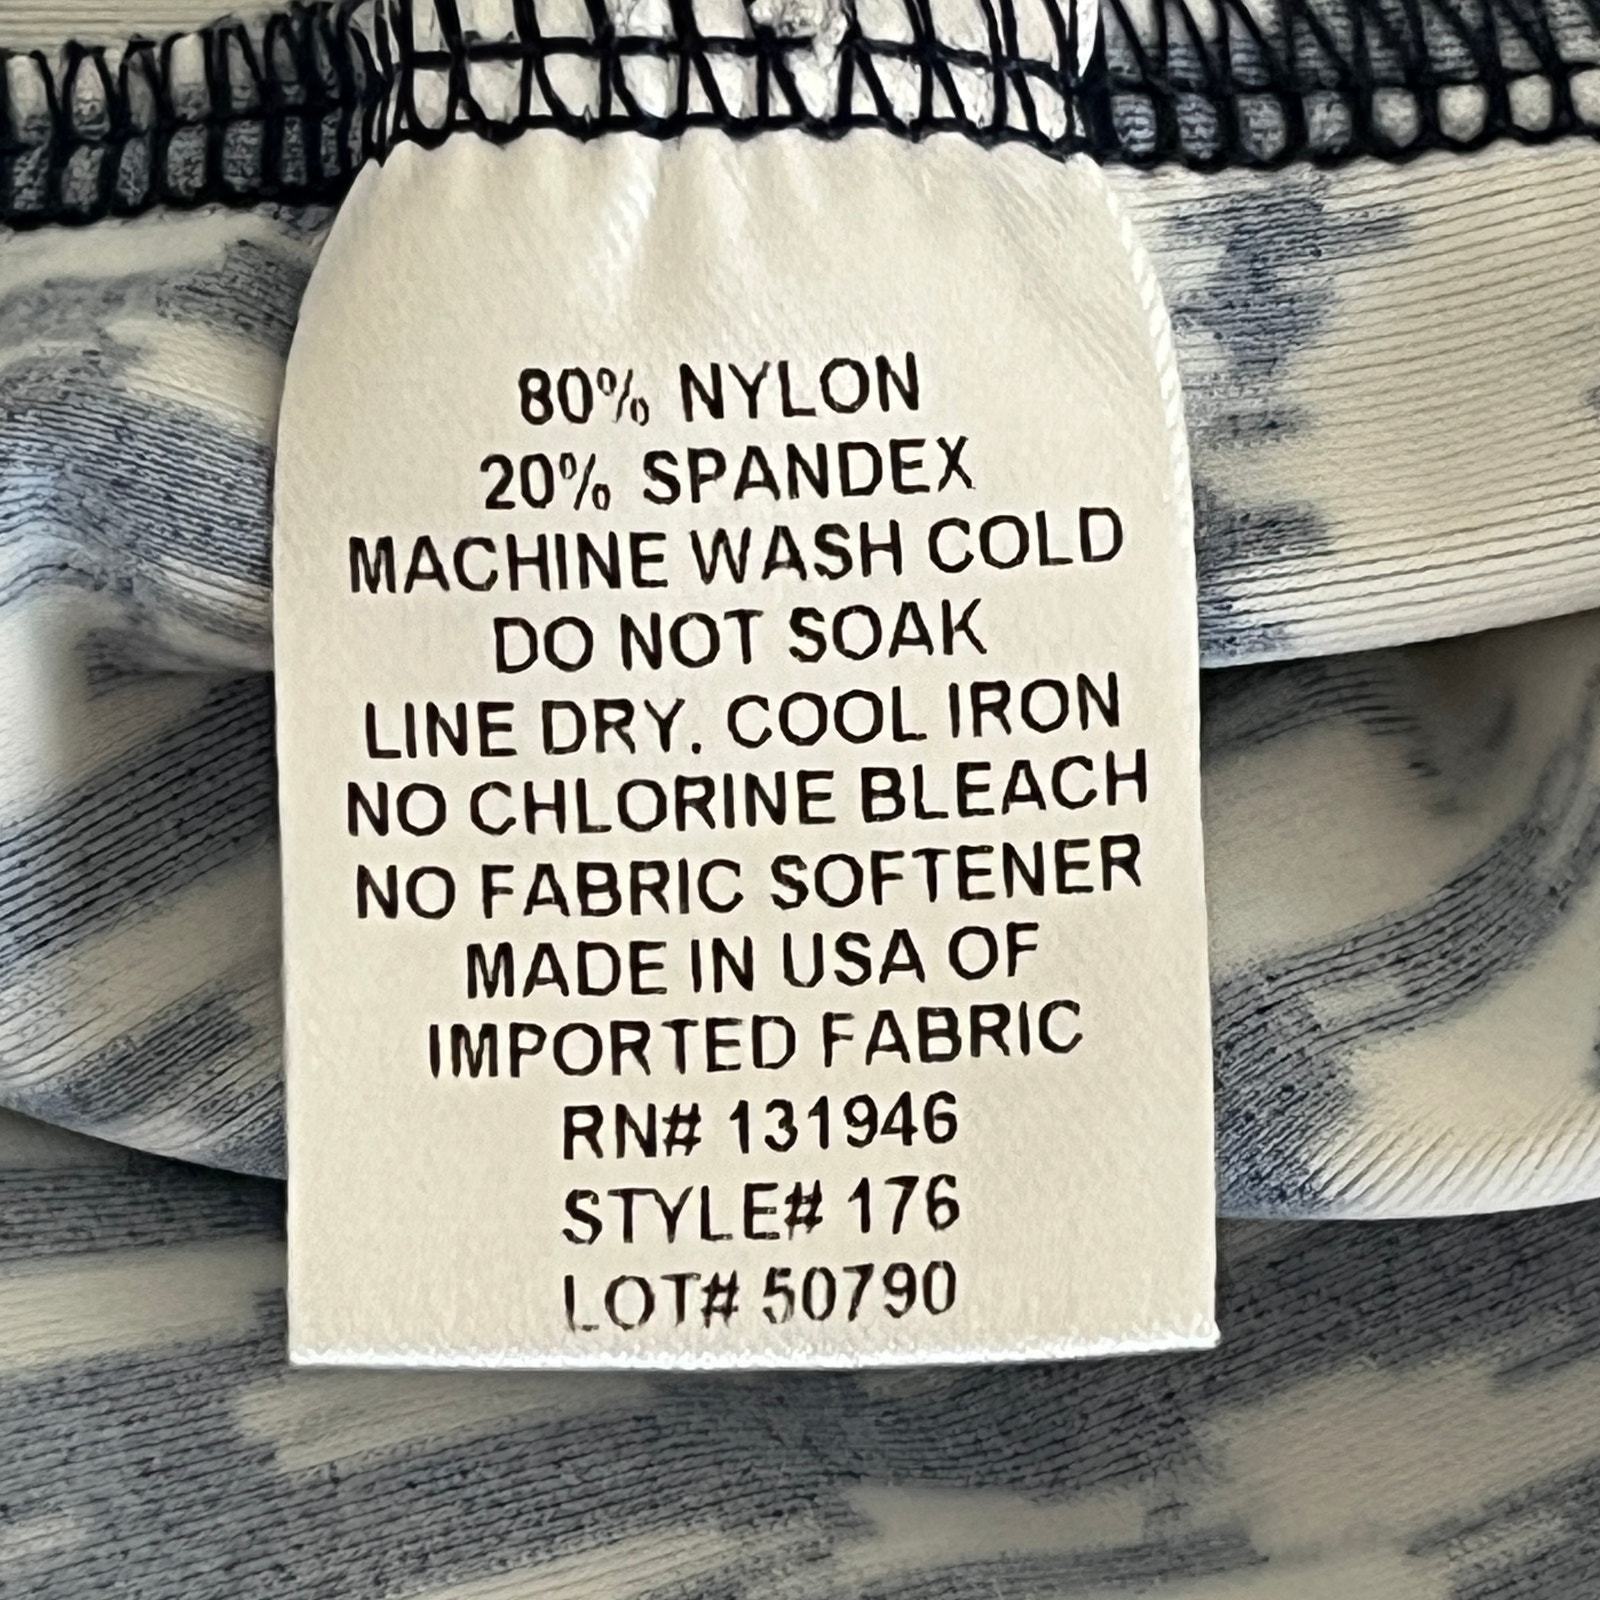 80% NYLON
20% SPANDEX
MACHINE WASH COLD
DO NOT SOAK
LINE DRY. COOL IRON
NO CHLORINE BLEACH
NO FABRIC SOFTENER
MADE IN USA OF
IMPORTED FABRIC
RN# 131946
STYLE# 176
LOT# 50790